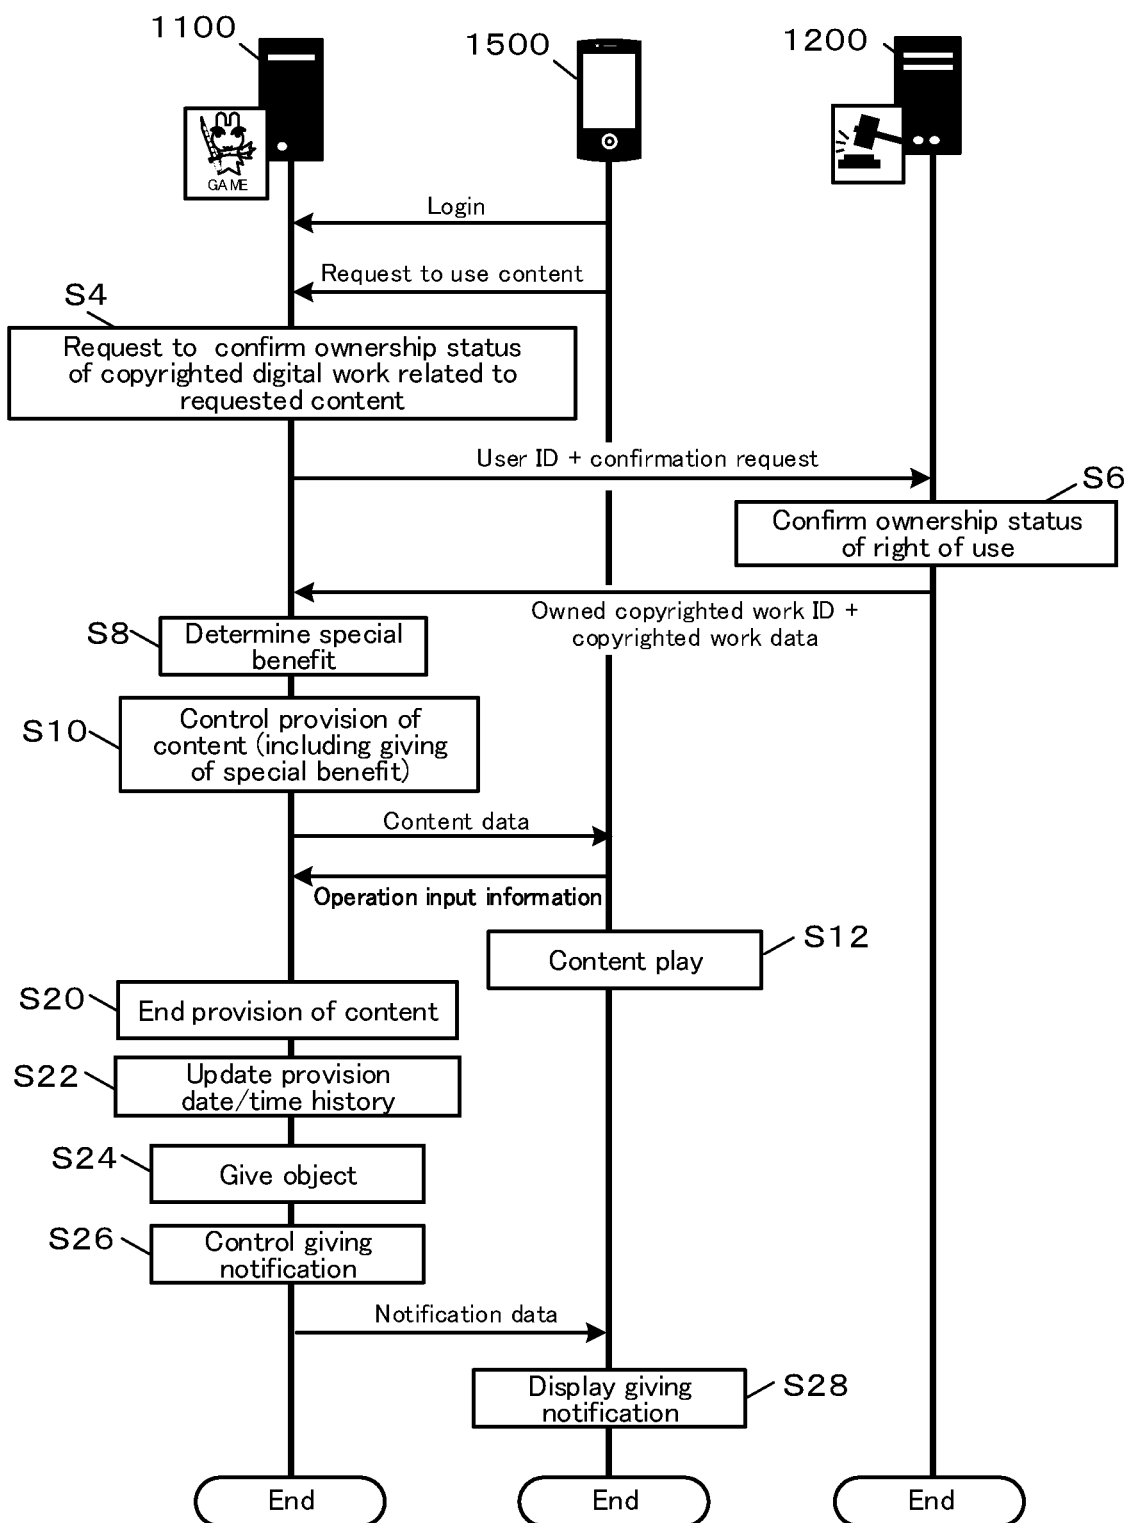 1100
1500
1200
GAME
Login
Request to use content
S4
Request to confirm ownership status
of copyrighted digital work related to
requested content
User ID + confirmation request
S6
Confirm ownership status
of right of use
Owned copyrighted work ID +
copyrighted work data
S8
Determine special
benefit
S10
Control provision of
content (including giving
of special benefit)
Content data
Operation input information
S12
Content play
S20
End provision of content
S22
Update provision
date/time history
S24
Give object
S26
Control giving
notification
Notification data
Display giving
notification
S28
End
End
End